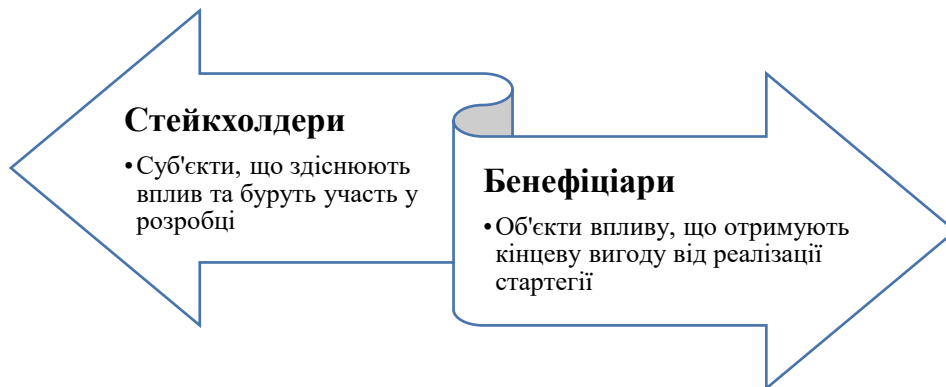 Стейкхолдери
•Суб'єкти, що здіснюють
вплив та буруть участь у
розробці
Бенефіціари
•Об'єкти впливу, що отримують
кінцеву вигоду від реалізації
стартегії